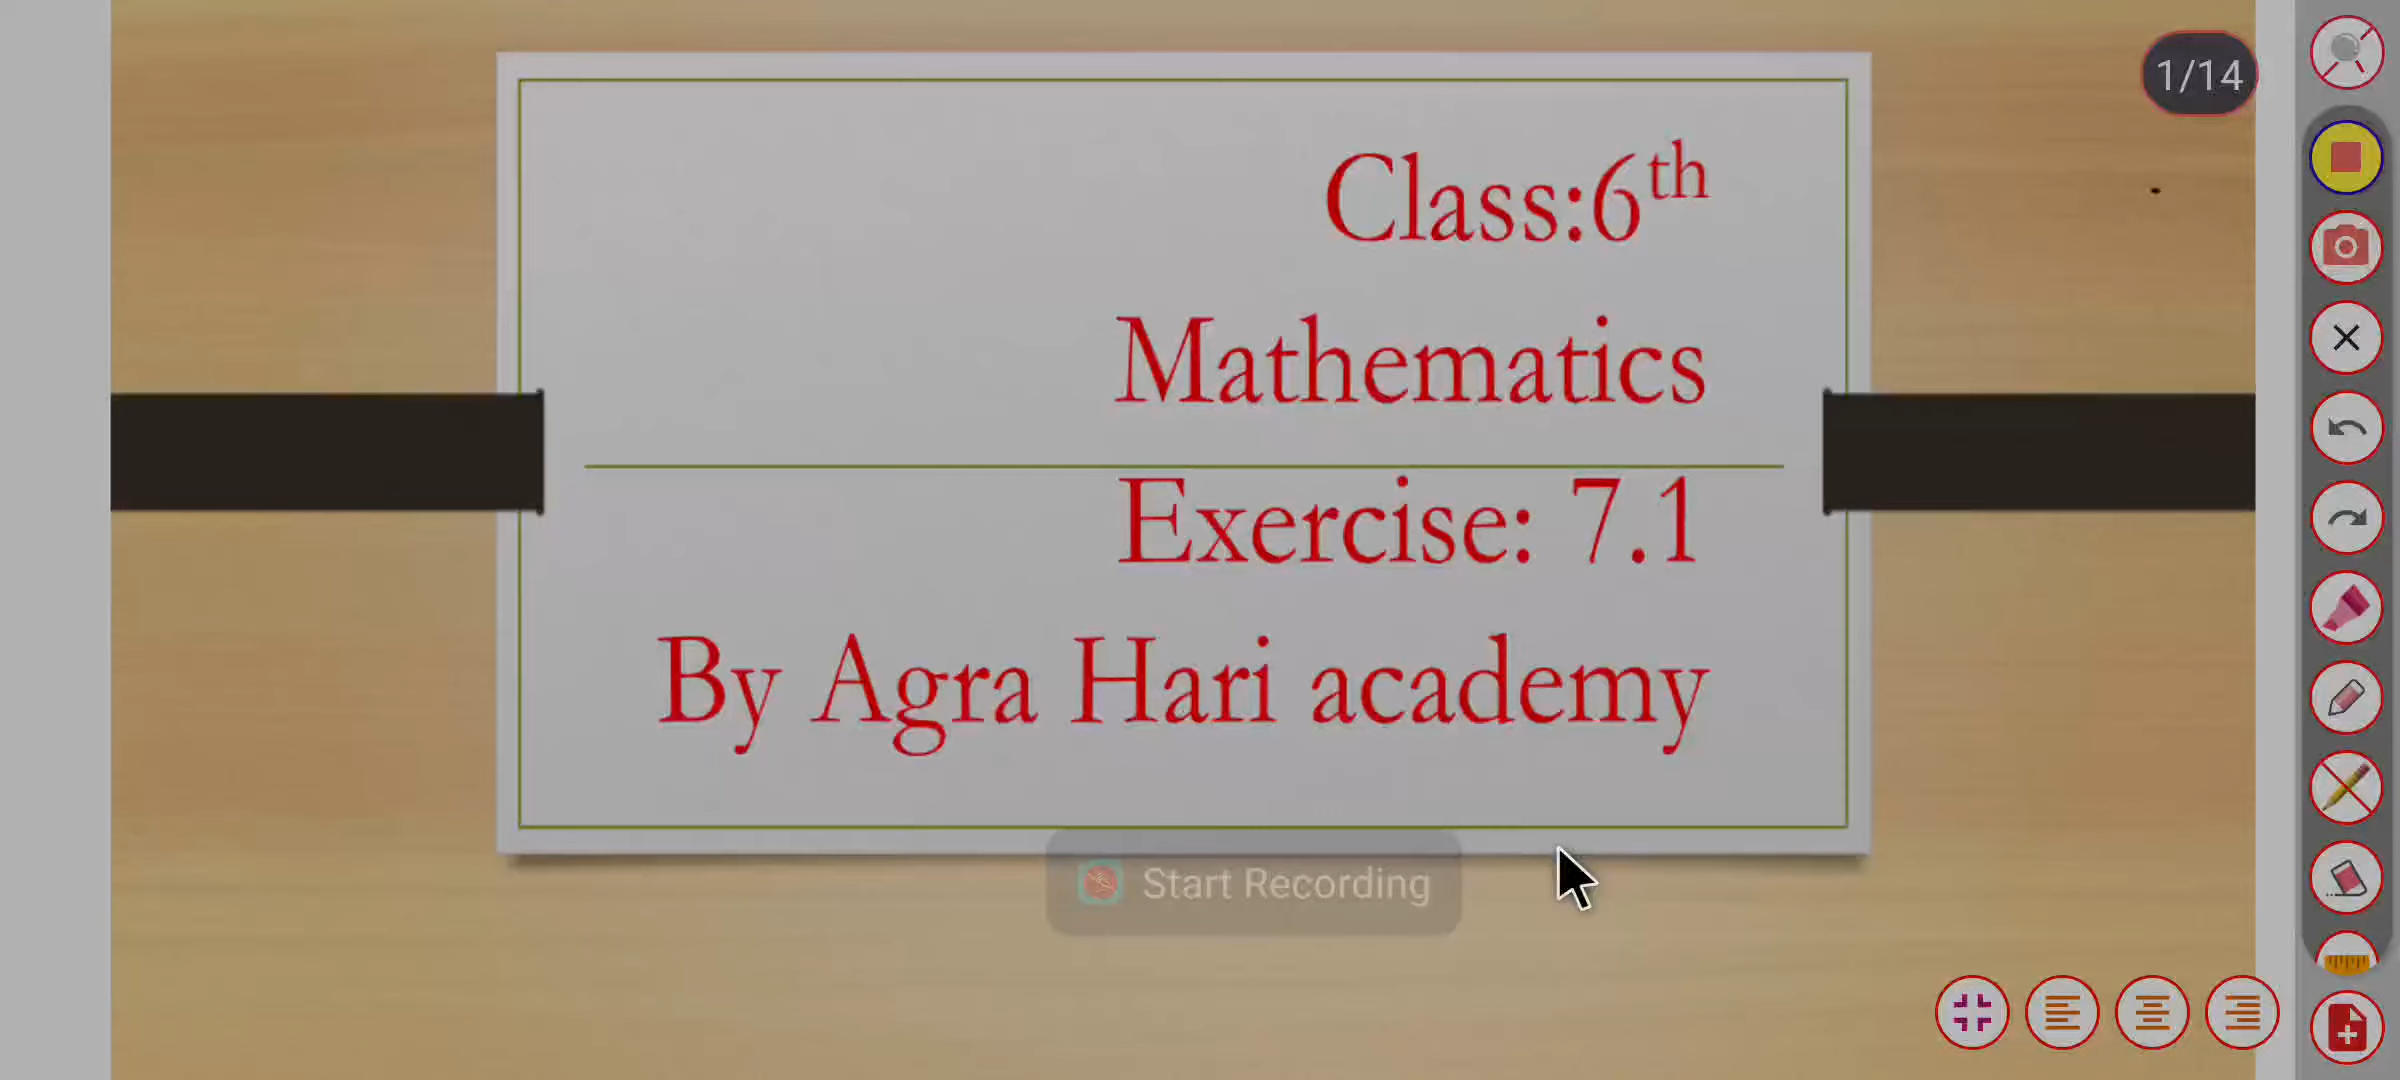 1/14
Class:6th
Mathematics
Exercise: 7.1
By Agra Hari academy
Start Recording